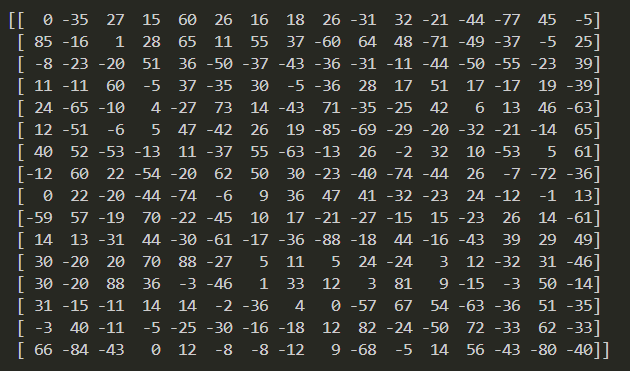 [[  0 -35  27  15  60  26  16  18  26 -31  32 -21 -44 -77  45  -5]
 [ 85 -16   1  28  65  11  55  37 -60  64  48 -71 -49 -37  -5  25]
 [ -8 -23 -20  51  36 -50 -37 -43 -36 -31 -11 -44 -50 -55 -23  39]
 [ 11 -11  60  -5  37 -35  30  -5 -36  28  17  51  17 -17  19 -39]
 [ 24 -65 -10   4 -27  73  14 -43  71 -35 -25  42   6  13  46 -63]
 [ 12 -51  -6   5  47 -42  26  19 -85 -69 -29 -20 -32 -21 -14  65]
 [ 40  52 -53 -13  11 -37  55 -63 -13  26  -2  32  10 -53   5  61]
 [-12  60  22 -54 -20  62  50  30 -23 -40 -74 -44  26  -7 -72 -36]
 [  0  22 -20 -44 -74  -6   9  36  47  41 -32 -23  24 -12  -1  13]
 [-59  57 -19  70 -22 -45  10  17 -21 -27 -15  15 -23  26  14 -61]
 [ 14  13 -31  44 -30 -61 -17 -36 -88 -18  44 -16 -43  39  29  49]
 [ 30 -20  20  70  88 -27   5  11   5  24 -24   3  12 -32  31 -46]
 [ 30 -20  88  36  -3 -46   1  33  12   3  81   9 -15  -3  50 -14]
 [ 31 -15 -11  14  14  -2 -36   4   0 -57  67  54 -63 -36  51 -35]
 [ -3  40 -11  -5 -25 -30 -16 -18  12  82 -24 -50  72 -33  62 -33]
 [ 66 -84 -43   0  12  -8  -8 -12   9 -68  -5  14  56 -43 -80 -40]]